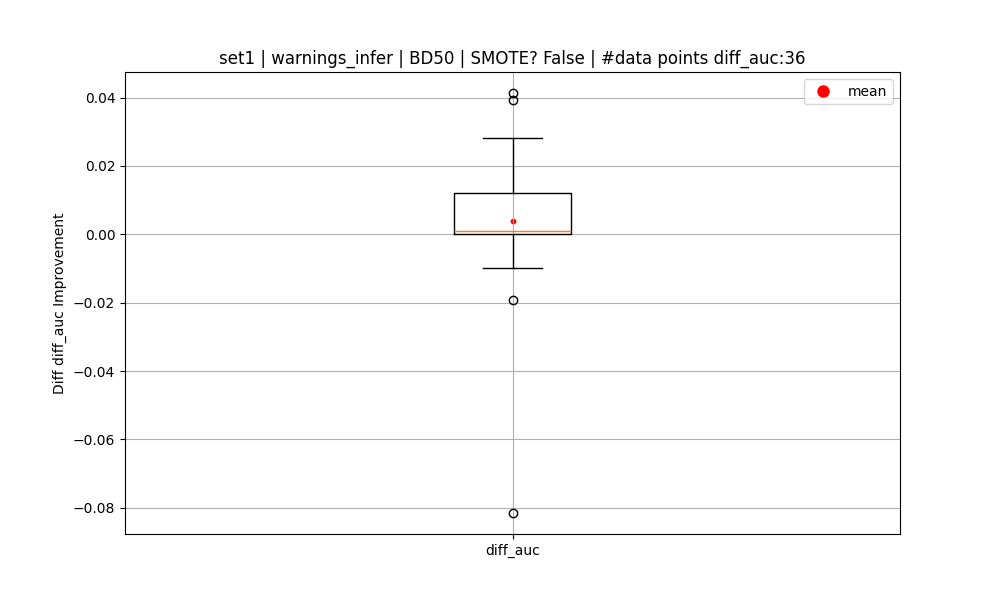 set1 | warnings_infer | BD50 | SMOTE? False | #data points diff_auc:36
mean
0.04
0.02
0.00
−0.02
−0.04
−0.06
−0.08
Diff diff_auc Improvement
diff_auc